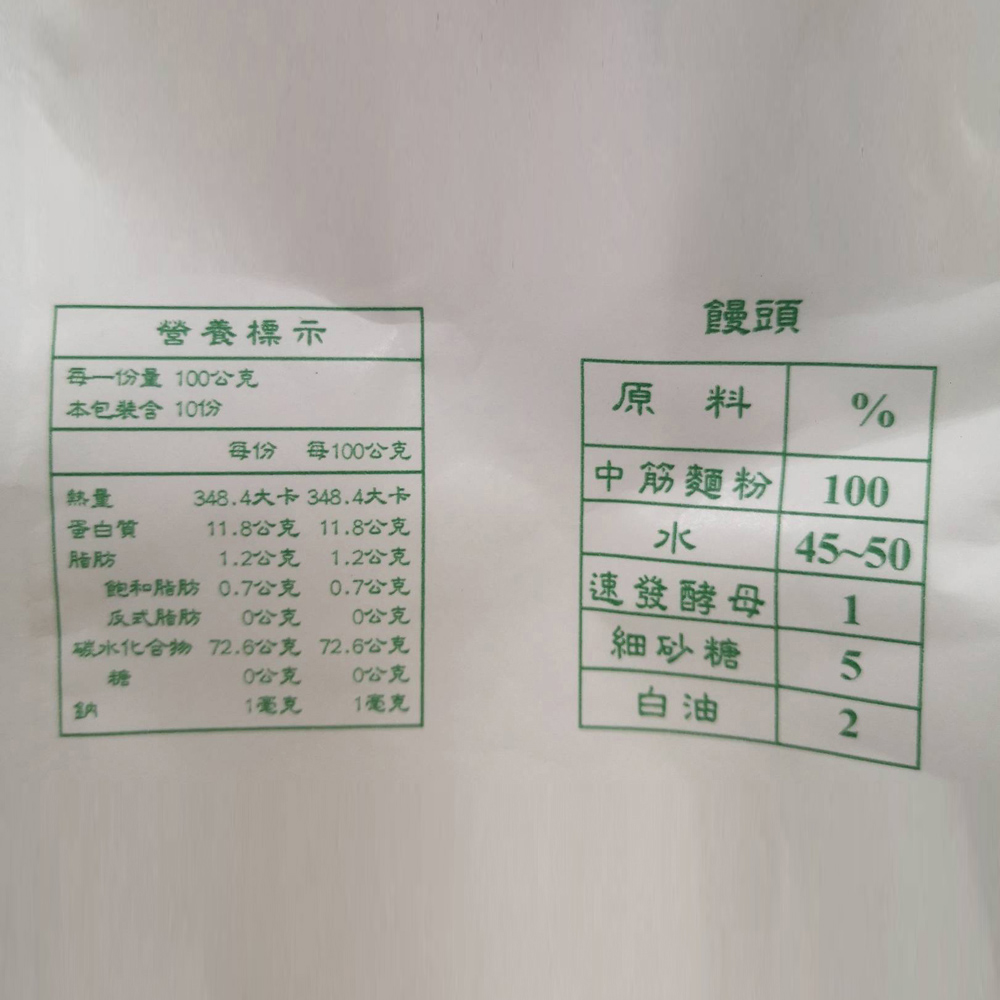 營養標示
每一份量 100公克
本包裝含 10份
每份 每100公克
熱量 348.4大卡 348.4大卡
蛋白質 11.8公克 11.8公克
脂肪 1.2公克 1.2公克
飽和脂肪 0.7公克 0.7公克
反式脂肪 0公克 0公克
碳水化合物 72.6公克 72.6公克
糖 0公克 0公克
鈉 1毫克 1毫克
饅頭
原料 %
中筋麵粉 100
水 45~50
速發酵母 1
細砂糖 5
白油 2